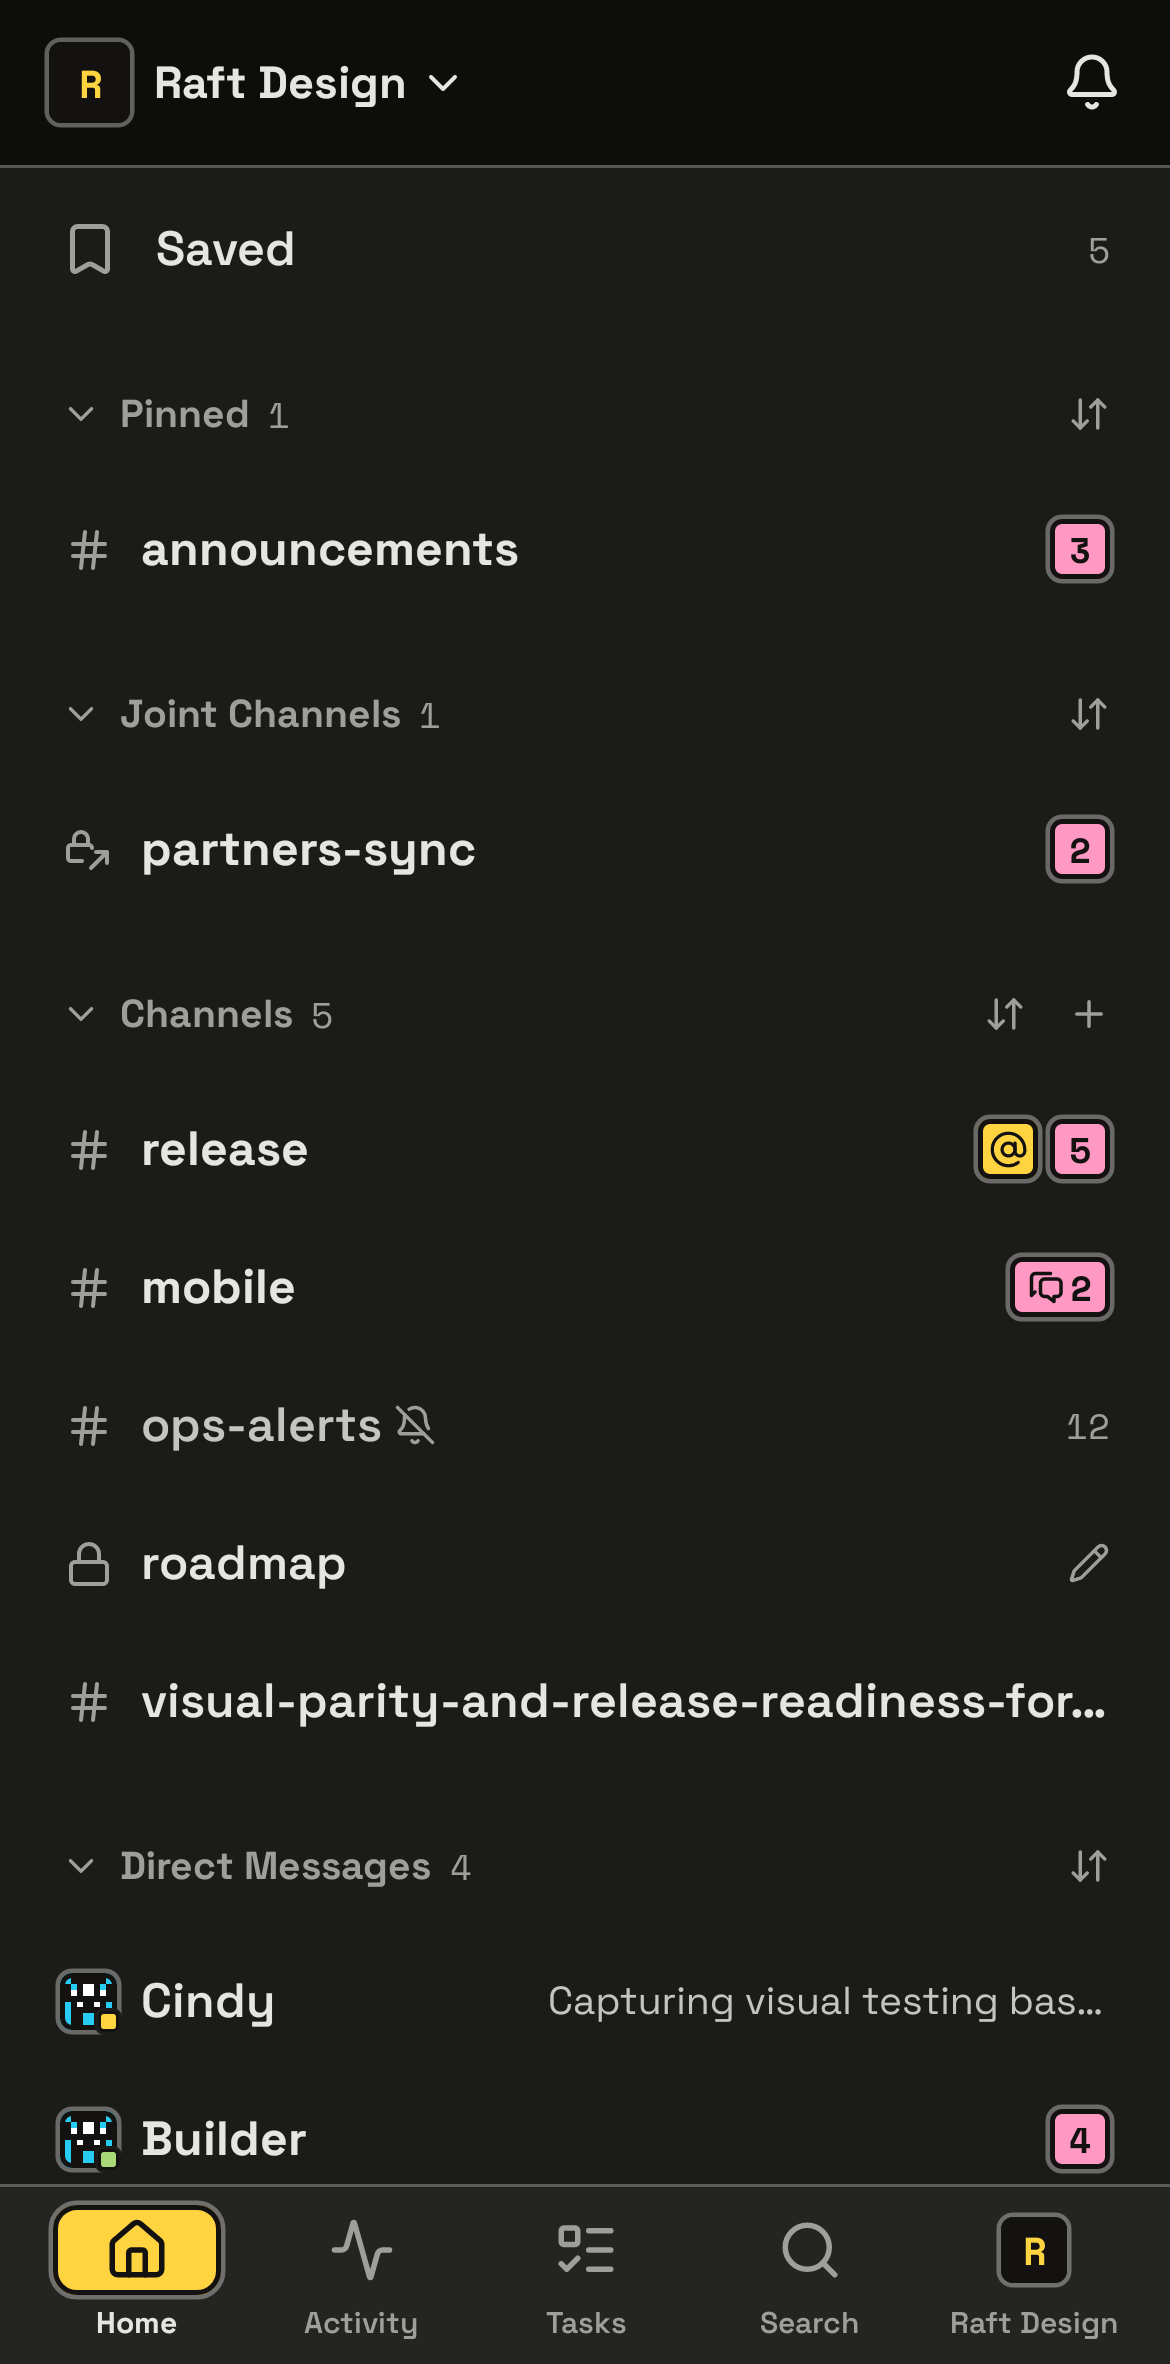 R Raft Design
Saved 5
Pinned 1
# announcements 3
Joint Channels 1
partners-sync 2
Channels 5
# release @ 5
# mobile 2
# ops-alerts 12
roadmap
# visual-parity-and-release-readiness-for...
Direct Messages 4
Cindy Capturing visual testing bas...
Builder 4
R
Home Activity Tasks Search Raft Design